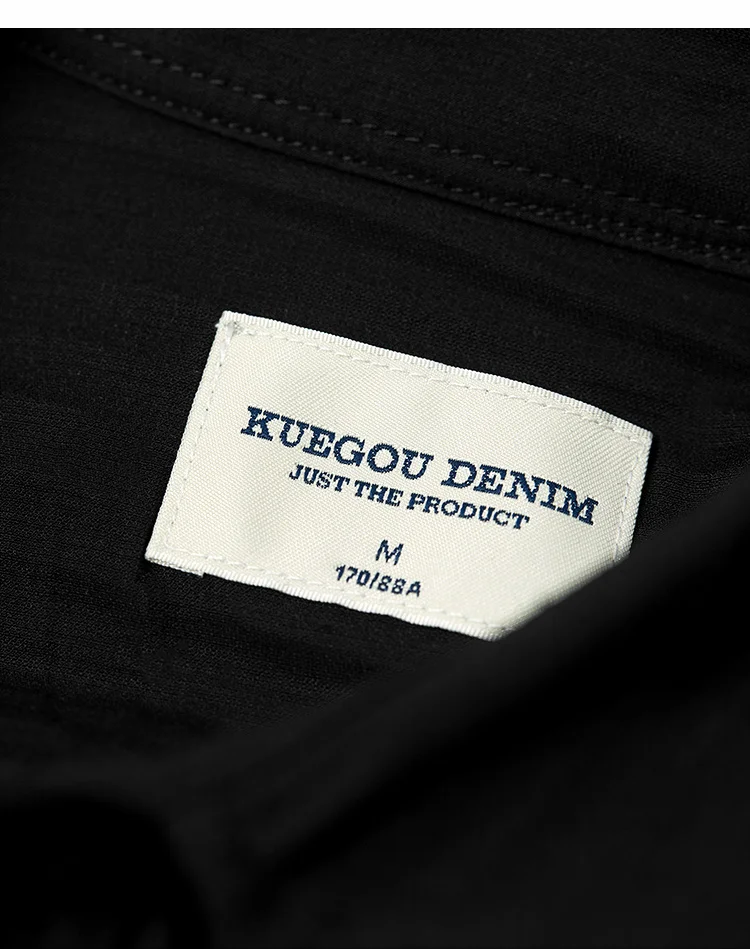 KUEGOU DENIM
JUST THE PRODUCT
M
170/88A